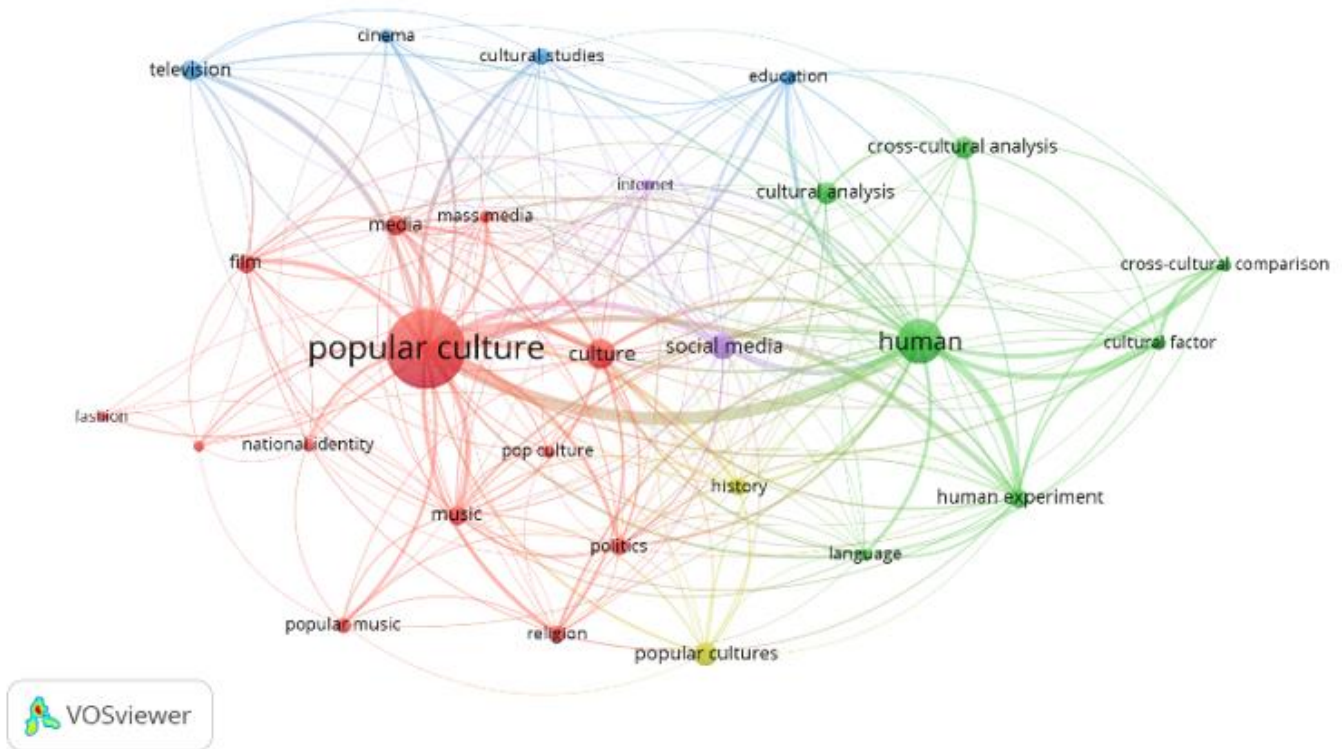 cinema
cultural studies
television
education
cross-cultural analysis
internet
cultural analysis
mass media
media
film
cross-cultural comparison
popular culture
culture
social media
human
cultural factor
fashion
national identity
pop culture
history
human experiment
music
politics
language
popular music
religion
popular cultures
VOSviewer